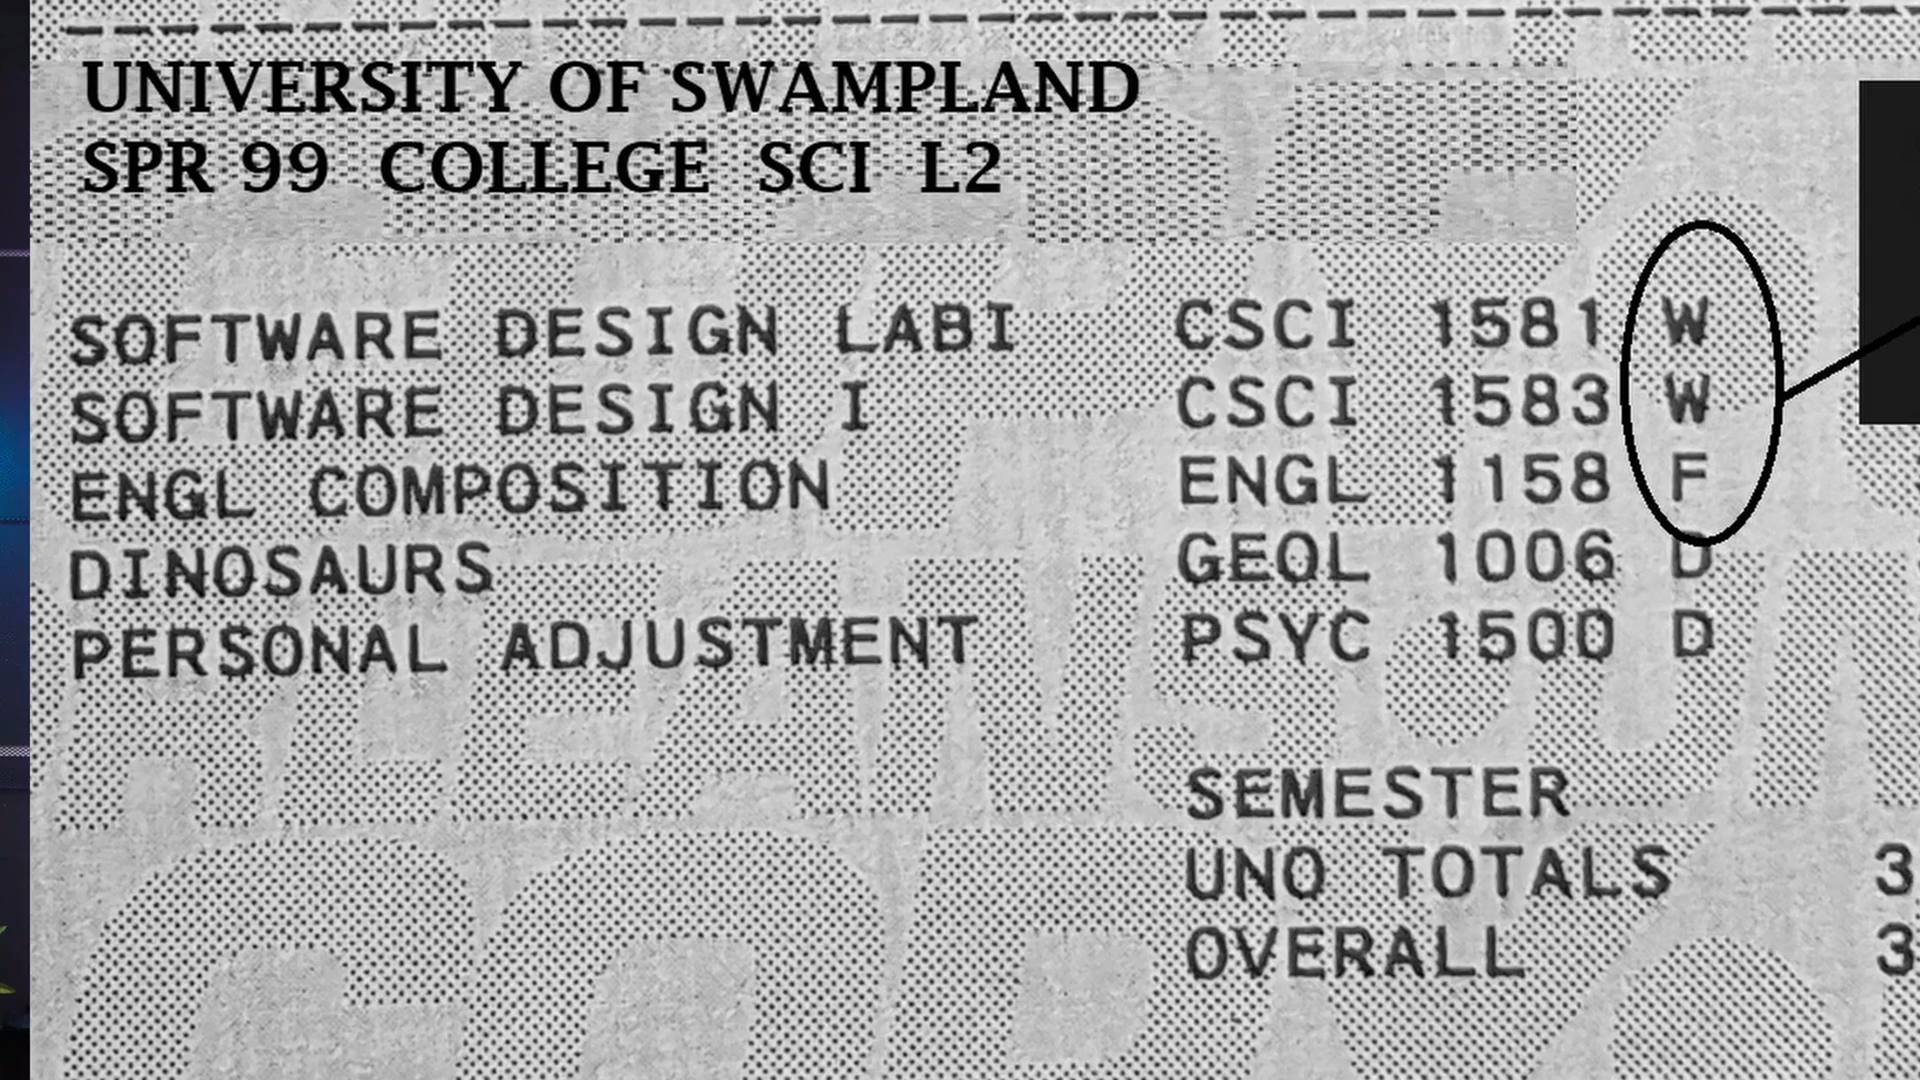 UNIVERSITY OF SWAMPLAND
SPR 99 COLLEGE SCI L2
SOFTWARE DESIGN LABI CSCI 1581 W
SOFTWARE DESIGN I CSCI 1583 W
ENGL COMPOSITION ENGL 1158 F
DINOSAURS GEOL 1006 D
PERSONAL ADJUSTMENT PSYC 1500 D
SEMESTER
UNO TOTALS 3
OVERALL 3